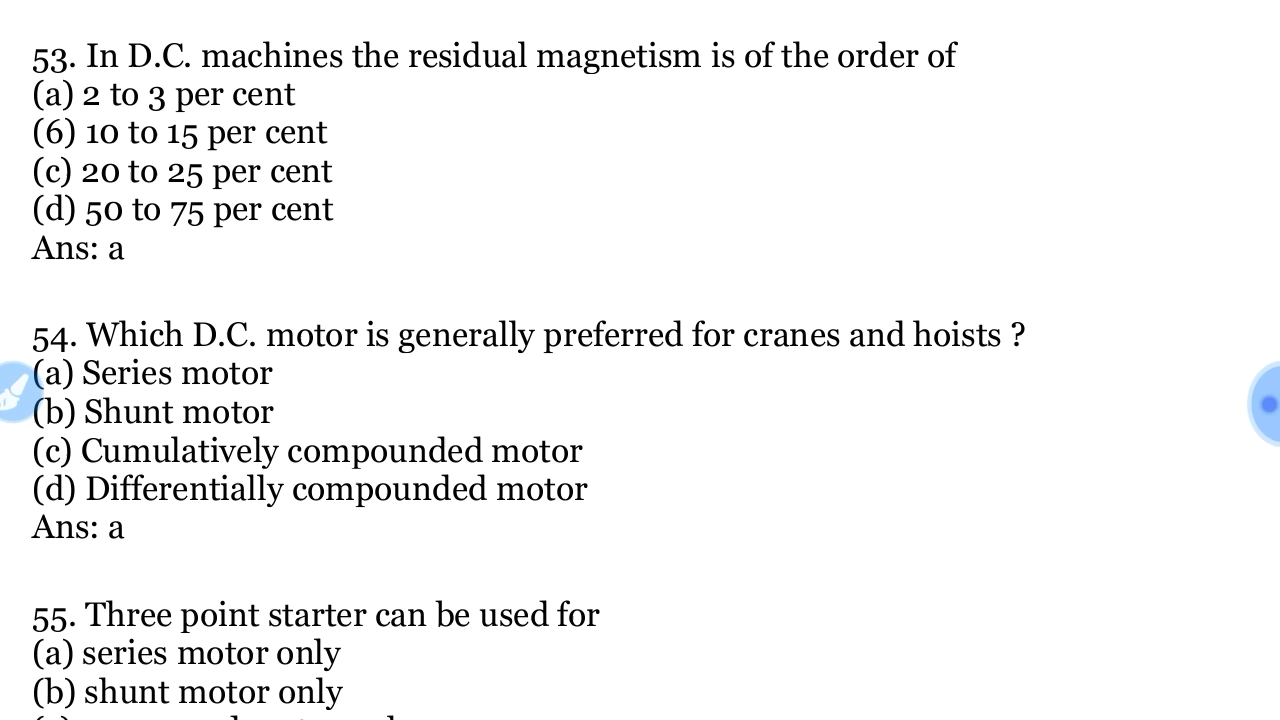 53. In D.C. machines the residual magnetism is of the order of
(a) 2 to 3 per cent
(6) 10 to 15 per cent
(c) 20 to 25 per cent
(d) 50 to 75 per cent
Ans: a
54. Which D.C. motor is generally preferred for cranes and hoists ?
(a) Series motor
(b) Shunt motor
(c) Cumulatively compounded motor
(d) Differentially compounded motor
Ans: a
55. Three point starter can be used for
(a) series motor only
(b) shunt motor only